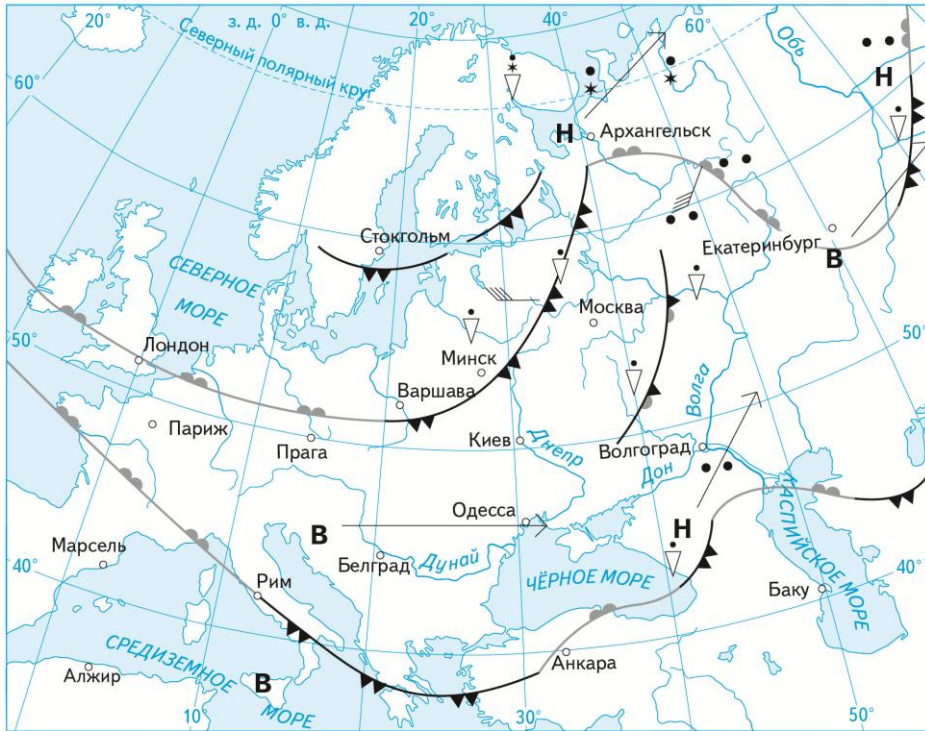 20°
з. д. 0° в. д.
20°
40°
60°
Северный полярный круг
Обь
60°
Н
Н
Архангельск
Стокгольм
Екатеринбург
В
СЕВЕРНОЕ
МОРЕ
Москва
50°
50°
Лондон
Минск
Варшава
Волга
Париж
Прага
Киев
Днепр
Волгоград
Дон
КАСПИЙСКОЕ МОРЕ
В
Одесса
Н
Марсель
Белград
Дунай
ЧЁРНОЕ МОРЕ
40°
40°
Рим
Баку
СРЕДИЗЕМНОЕ
МОРЕ
Анкара
Алжир
В
10°
30°
50°